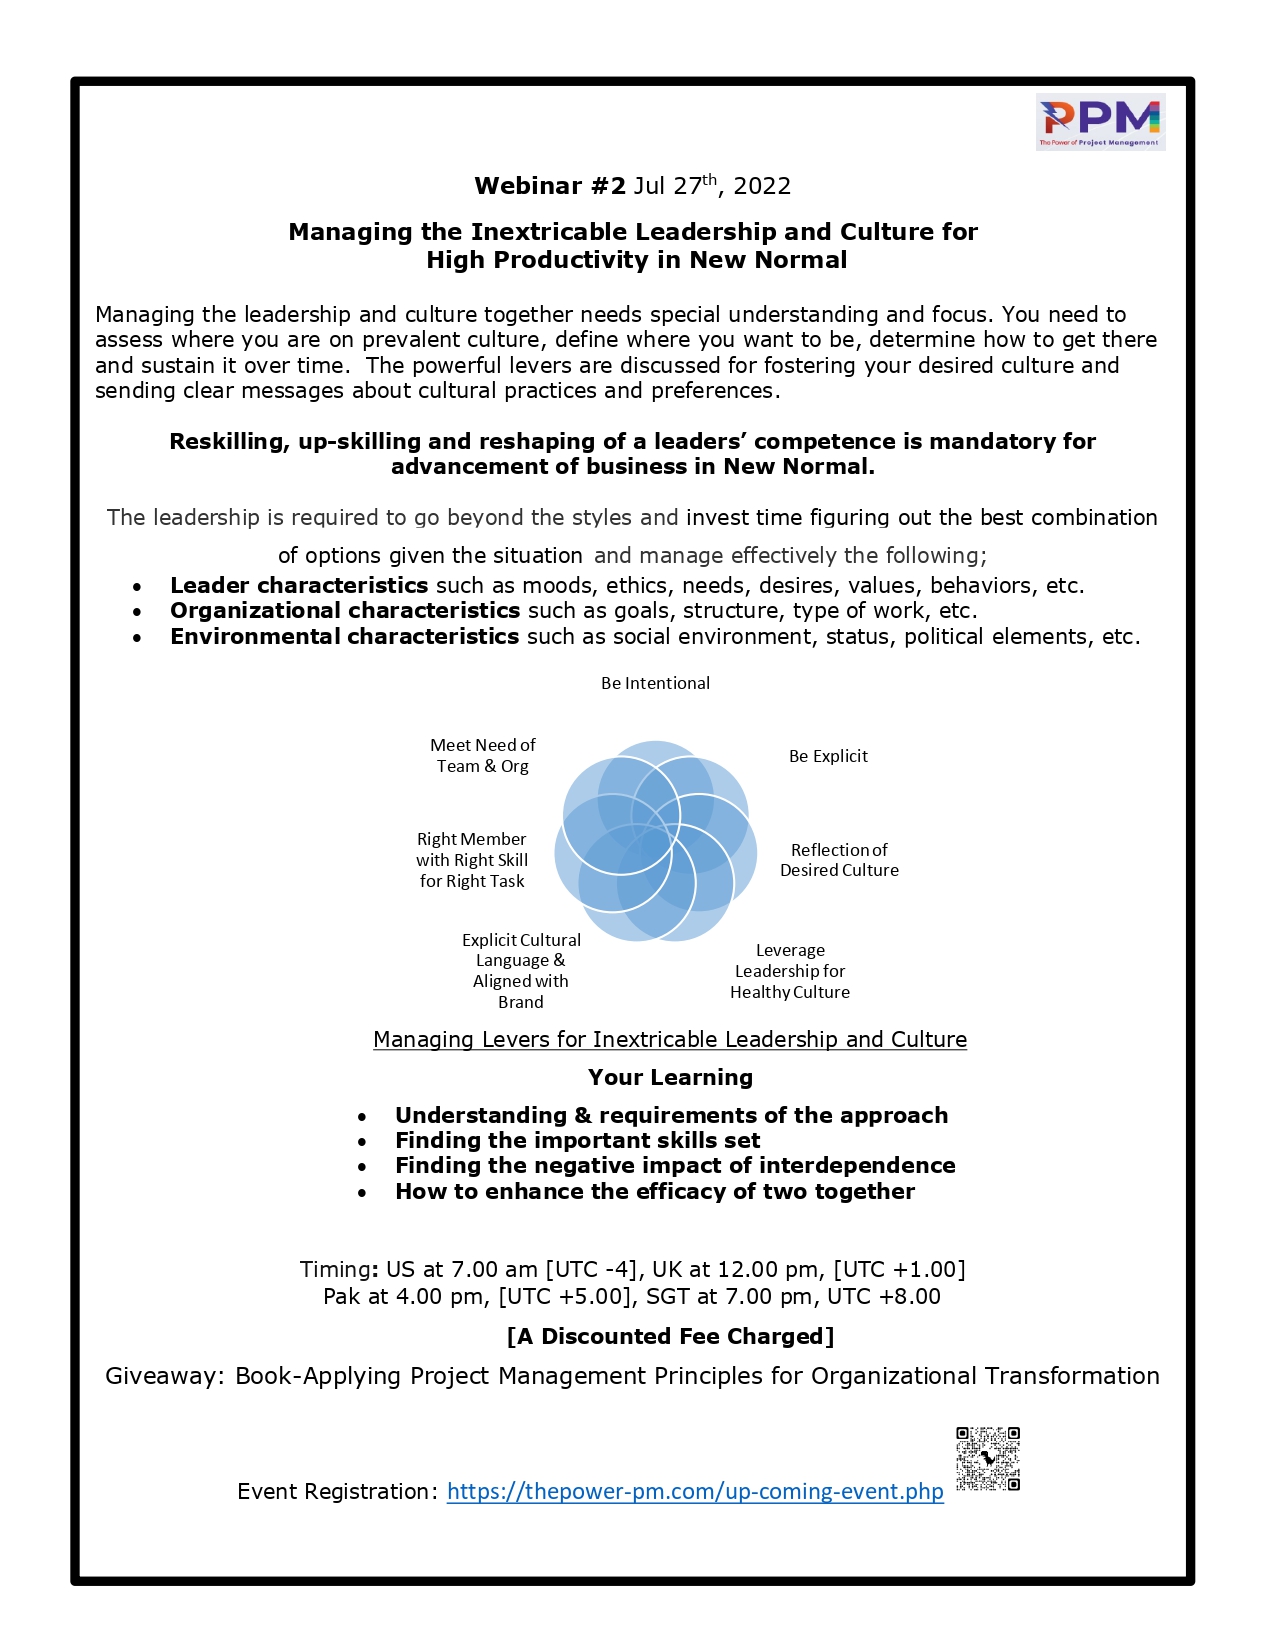 PPM
The Power of Project Management
Webinar #2 Jul 27th, 2022
Managing the Inextricable Leadership and Culture for
High Productivity in New Normal
Managing the leadership and culture together needs special understanding and focus. You need to
assess where you are on prevalent culture, define where you want to be, determine how to get there
and sustain it over time.  The powerful levers are discussed for fostering your desired culture and
sending clear messages about cultural practices and preferences.
Reskilling, up-skilling and reshaping of a leaders’ competence is mandatory for
advancement of business in New Normal.
The leadership is required to go beyond the styles and invest time figuring out the best combination
of options given the situation and manage effectively the following;
• Leader characteristics such as moods, ethics, needs, desires, values, behaviors, etc.
• Organizational characteristics such as goals, structure, type of work, etc.
• Environmental characteristics such as social environment, status, political elements, etc.
Be Intentional
Be Explicit
Reflection of
Desired Culture
Leverage
Leadership for
Healthy Culture
Explicit Cultural
Language &
Aligned with
Brand
Right Member
with Right Skill
for Right Task
Meet Need of
Team & Org
Managing Levers for Inextricable Leadership and Culture
Your Learning
• Understanding & requirements of the approach
• Finding the important skills set
• Finding the negative impact of interdependence
• How to enhance the efficacy of two together
Timing: US at 7.00 am [UTC -4], UK at 12.00 pm, [UTC +1.00]
Pak at 4.00 pm, [UTC +5.00], SGT at 7.00 pm, UTC +8.00
[A Discounted Fee Charged]
Giveaway: Book-Applying Project Management Principles for Organizational Transformation
Event Registration: https://thepower-pm.com/up-coming-event.php